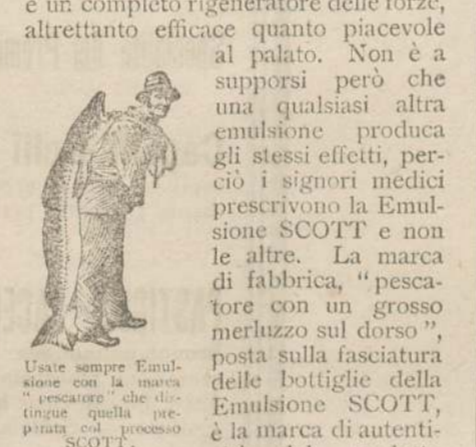 è un completo rigeneratore delle forze,
altrettanto efficace quanto piacevole
al palato. Non è a
supporsi però che
una qualsiasi altra
emulsione produca
gli stessi effetti, per-
ciò i signori medici
prescrivono la Emul-
sione SCOTT e non
le altre. La marca
di fabbrica, “pesca-
tore con un grosso
merluzzo sul dorso”,
posta sulla fasciatura
delle bottiglie della
Emulsione SCOTT,
è la marca di autenti-
Usate sempre Emul-
sione con la marca
“pescatore” che dis-
tingue quella pre-
parata col processo
SCOTT.